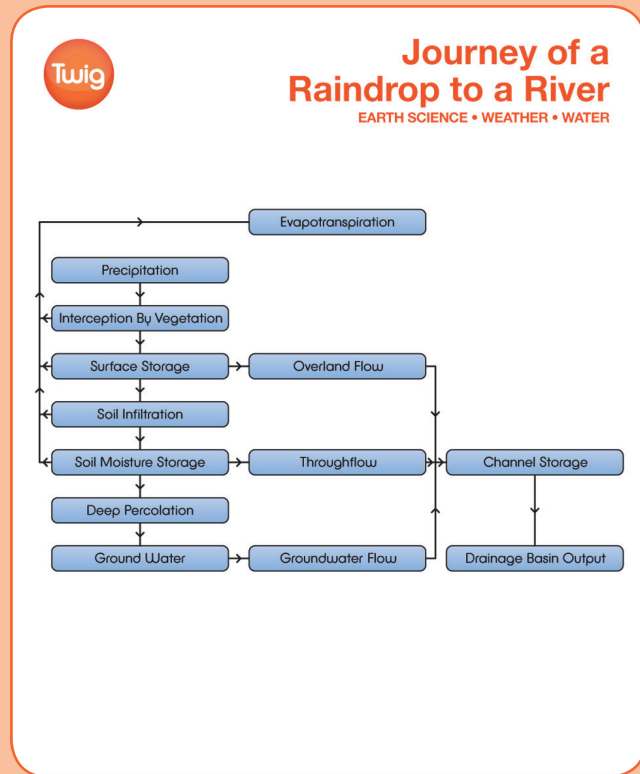 Twig
Journey of a
Raindrop to a River
EARTH SCIENCE • WEATHER • WATER
Evapotranspiration
Precipitation
Interception By Vegetation
Surface Storage
Overland Flow
Soil Infiltration
Soil Moisture Storage
Throughflow
Channel Storage
Deep Percolation
Ground Water
Groundwater Flow
Drainage Basin Output